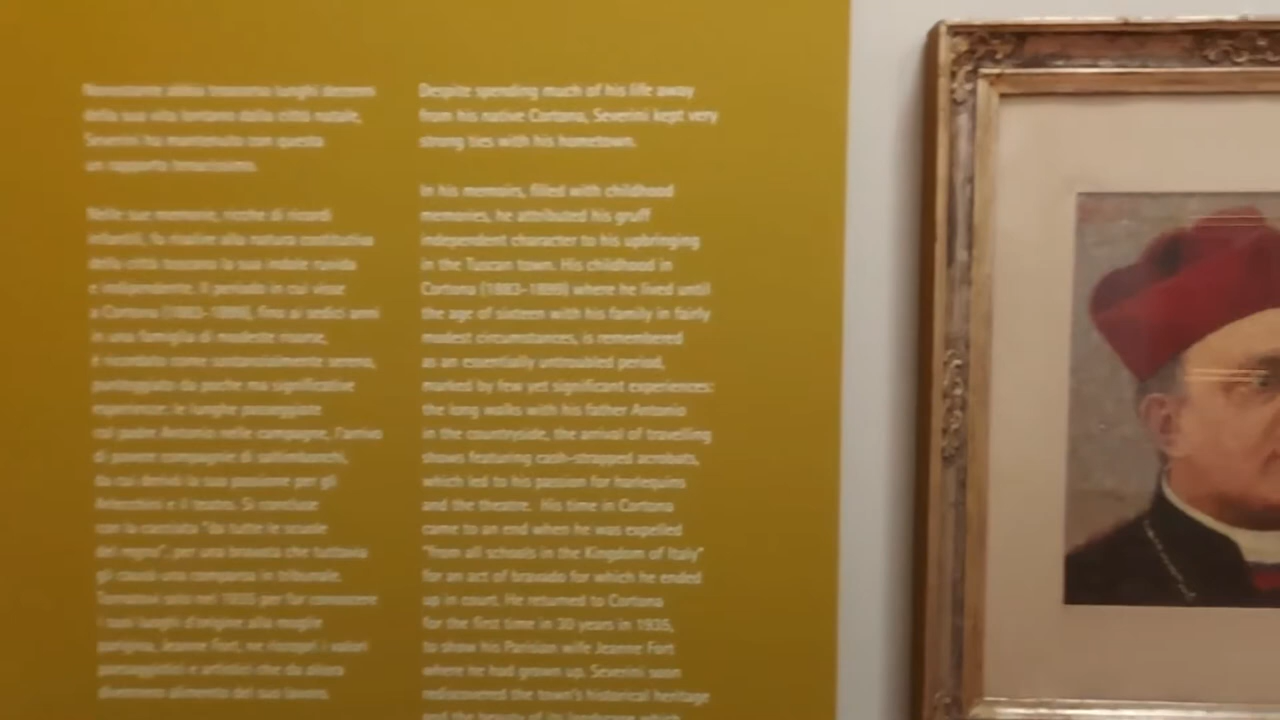 Nonostante abbia trascorso lunghi decenni
della sua vita lontano dalla città natale,
Severini ha mantenuto con questa
un rapporto tenacissimo.
Nelle sue memorie, ricche di ricordi
infantili, fa risalire alla natura costitutiva
della città toscana la sua indole ruvida
e indipendente. Il periodo in cui visse
a Cortona (1883-1899), fino ai sedici anni
in una famiglia di modeste risorse,
è ricordato come sostanzialmente sereno,
punteggiato da poche ma significative
esperienze: le lunghe passeggiate
col padre Antonio nelle campagne, l'arrivo
di povere compagnie di saltimbanchi,
da cui derivò la sua passione per gli
Arlecchini e il teatro. Si concluse
con la cacciata "da tutte le scuole
del regno", per una bravata che tuttavia
gli causò una comparsa in tribunale.
Tornatovi solo nel 1935 per far conoscere
i suoi luoghi d'origine alla moglie
parigina, Jeanne Fort, ne riscoprì i valori
paesaggistici e artistici che da allora
divennero alimento del suo lavoro.
Despite spending much of his life away
from his native Cortona, Severini kept very
strong ties with his hometown.
In his memoirs, filled with childhood
memories, he attributed his gruff
independent character to his upbringing
in the Tuscan town. His childhood in
Cortona (1883-1899) where he lived until
the age of sixteen with his family in fairly
modest circumstances, is remembered
as an essentially untroubled period,
marked by few yet significant experiences:
the long walks with his father Antonio
in the countryside, the arrival of travelling
shows featuring cash-strapped acrobats,
which led to his passion for harlequins
and the theatre. His time in Cortona
came to an end when he was expelled
"from all schools in the Kingdom of Italy"
for an act of bravado for which he ended
up in court. He returned to Cortona
for the first time in 30 years in 1935,
to show his Parisian wife Jeanne Fort
where he had grown up. Severini soon
rediscovered the town's historical heritage
and the beauty of its landscape which